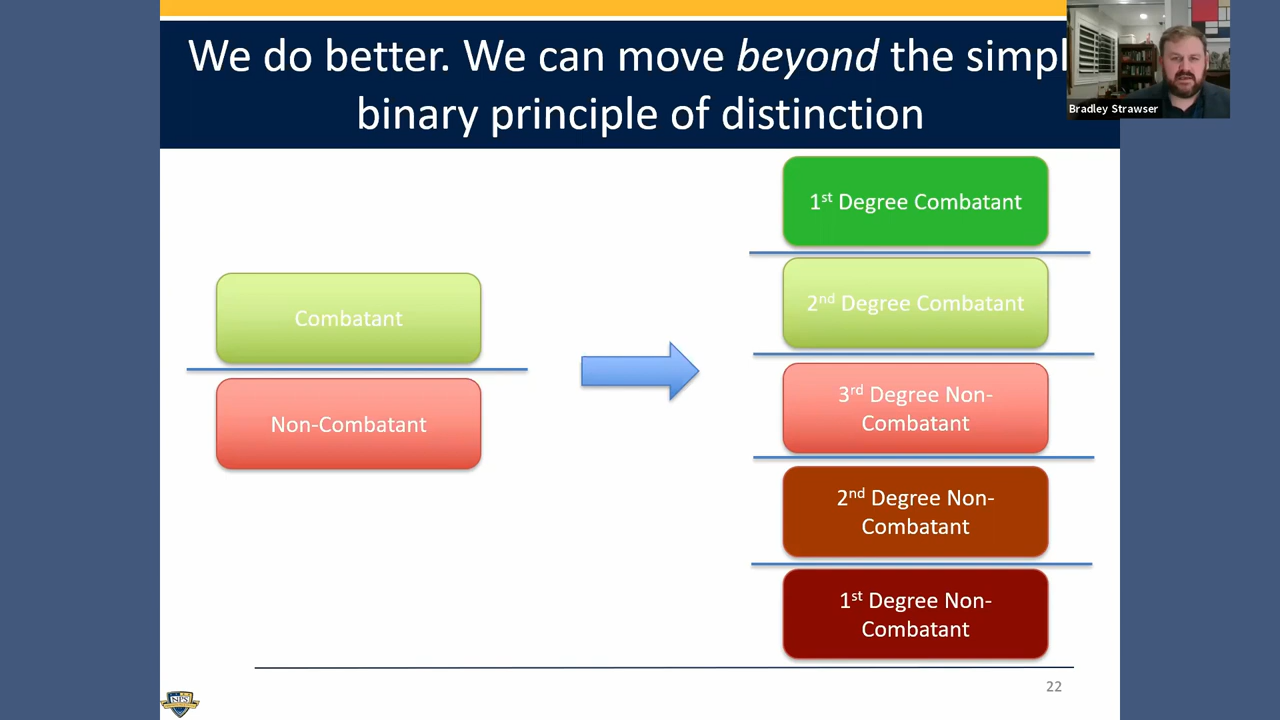 We do better. We can move beyond the simpl
binary principle of distinction
Bradley Strawser
Combatant
Non-Combatant
1st Degree Combatant
2nd Degree Combatant
3rd Degree Non-
Combatant
2nd Degree Non-
Combatant
1st Degree Non-
Combatant
22
NPS